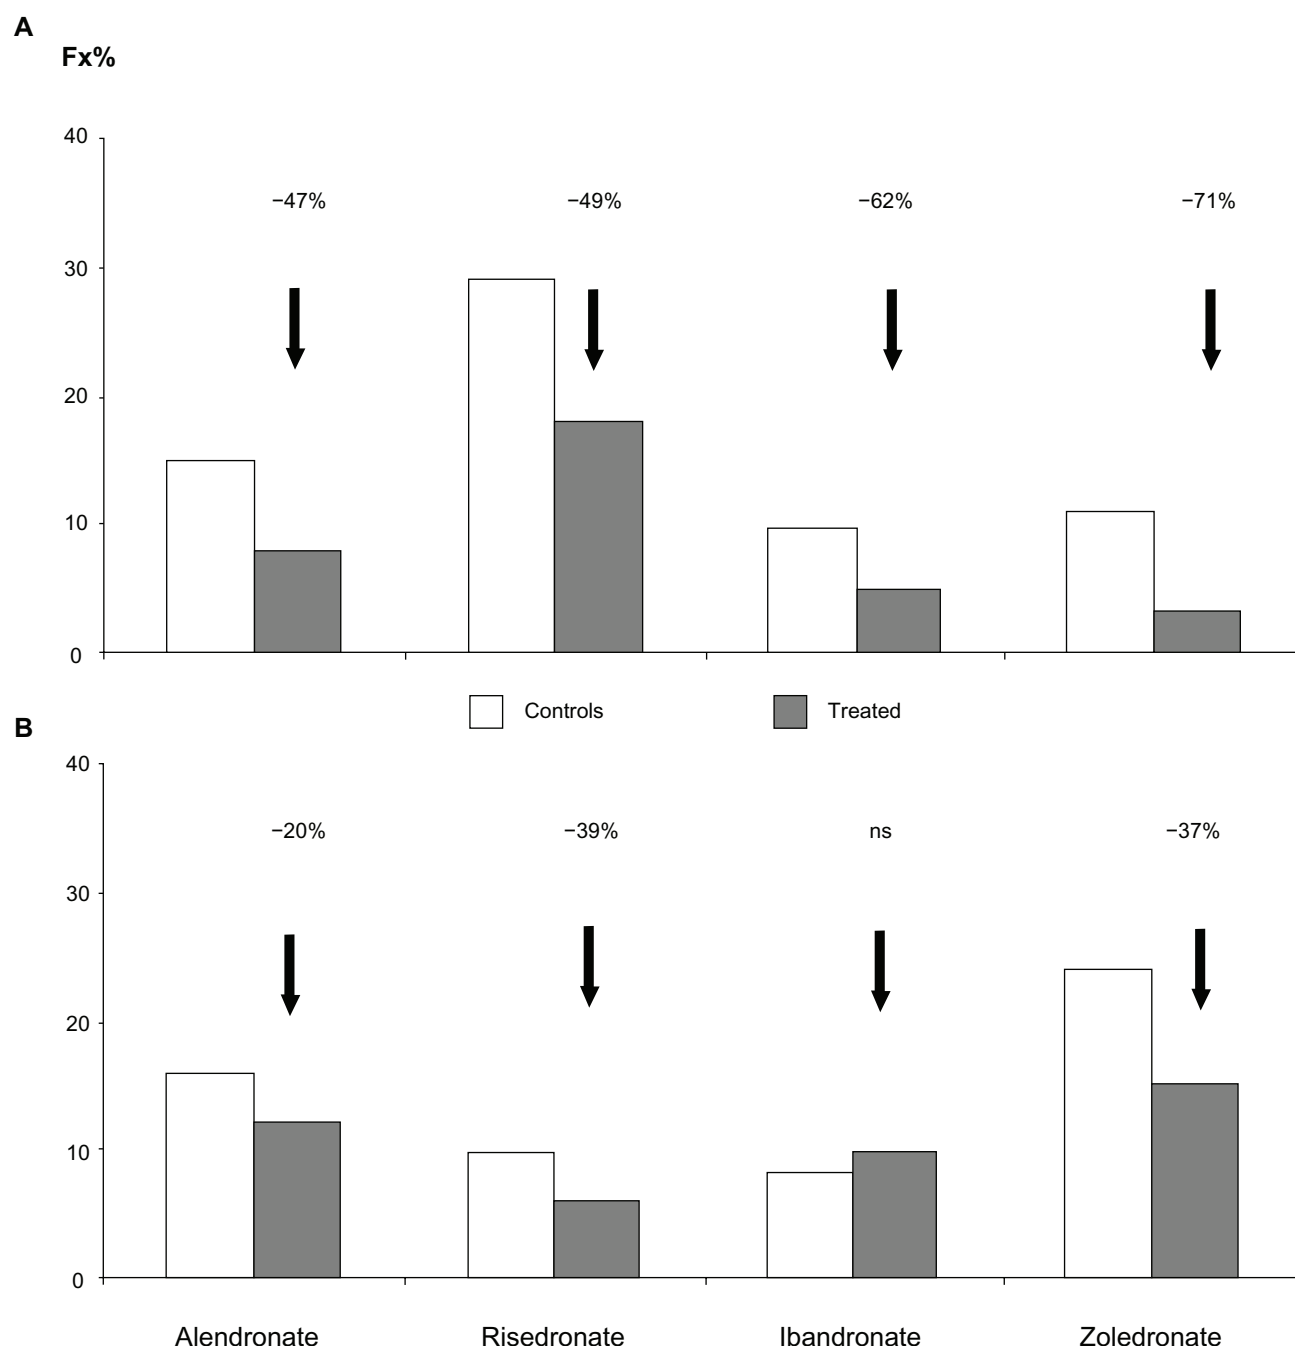 A
Fx%
40
−47% −49% −62% −71%
30
20
10
0
Controls Treated
B
40
−20% −39% ns −37%
30
20
10
0
Alendronate Risedronate Ibandronate Zoledronate